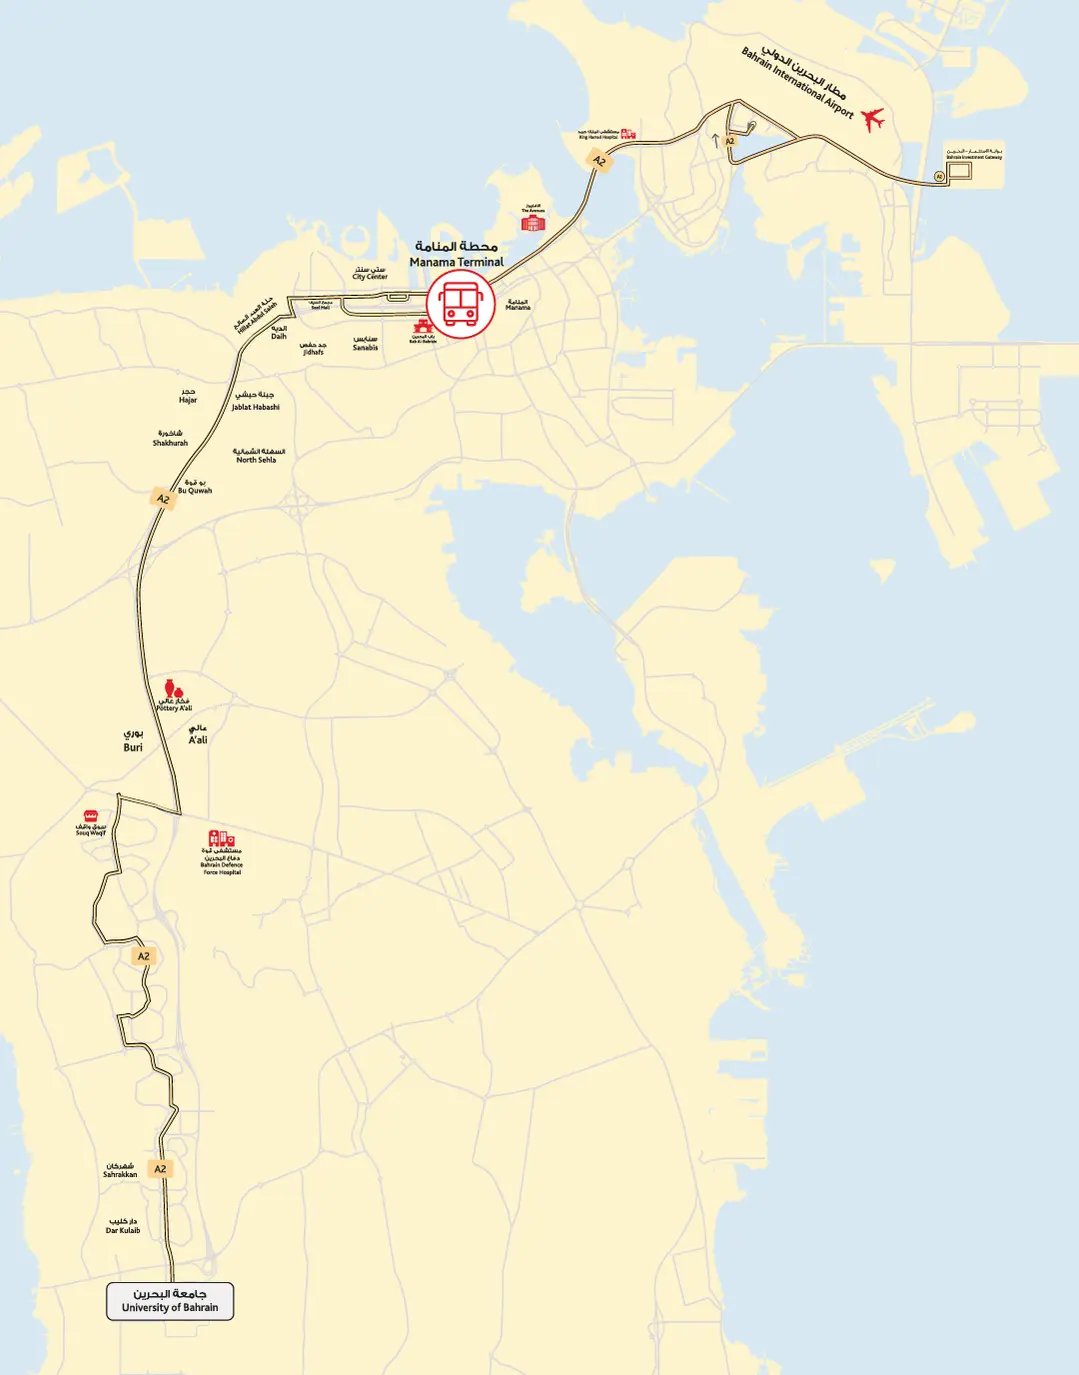 مطار البحرين الدولي
Bahrain International Airport
مستشفى الملك حمد
King Hamad Hospital
A2
A2
بوابة الاستثمار - البحرين
Bahrain Investment Gateway
A2
الافنيوز
The Avenues
محطة المنامة
Manama Terminal
ستي سنتر
City Center
المنامة
Manama
حلة العبد الصالح
Hillat Abdul Saleh
مجمع السيف
Seef Mall
باب البحرين
Bab Al-Bahrain
الديه
Daih
جد حفص
Jidhafs
سنابس
Sanabis
حجر
Hajar
جبلة حبشي
Jablat Habashi
شاخورة
Shakhurah
السهلة الشمالية
North Sehla
بو قوة
Bu Quwah
A2
فخار عالي
Pottery A'ali
بوري
Buri
عالي
A'ali
سوق واقف
Souq Waqif
مستشفى قوة
دفاع البحرين
Bahrain Defence
Force Hospital
A2
شهركان
Sahrakkan
A2
دار كليب
Dar Kulaib
جامعة البحرين
University of Bahrain